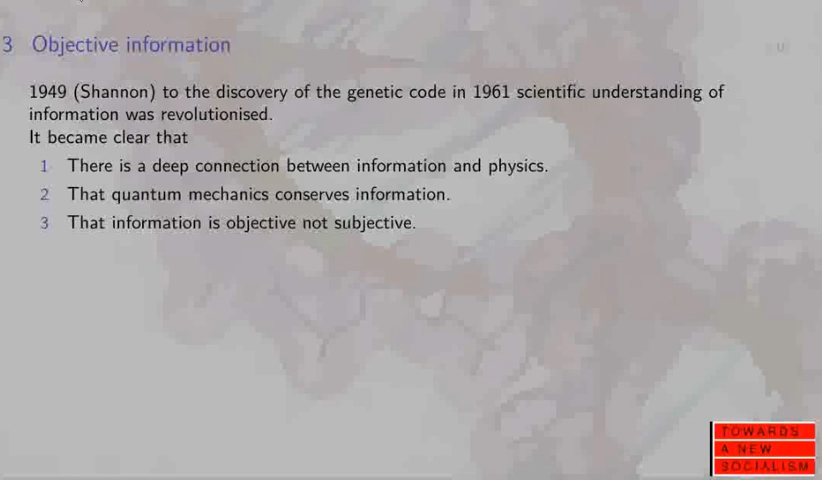 3 Objective information
1949 (Shannon) to the discovery of the genetic code in 1961 scientific understanding of
information was revolutionised.
It became clear that
1 There is a deep connection between information and physics.
2 That quantum mechanics conserves information.
3 That information is objective not subjective.
TOWARDS
A NEW
SOCIALISM